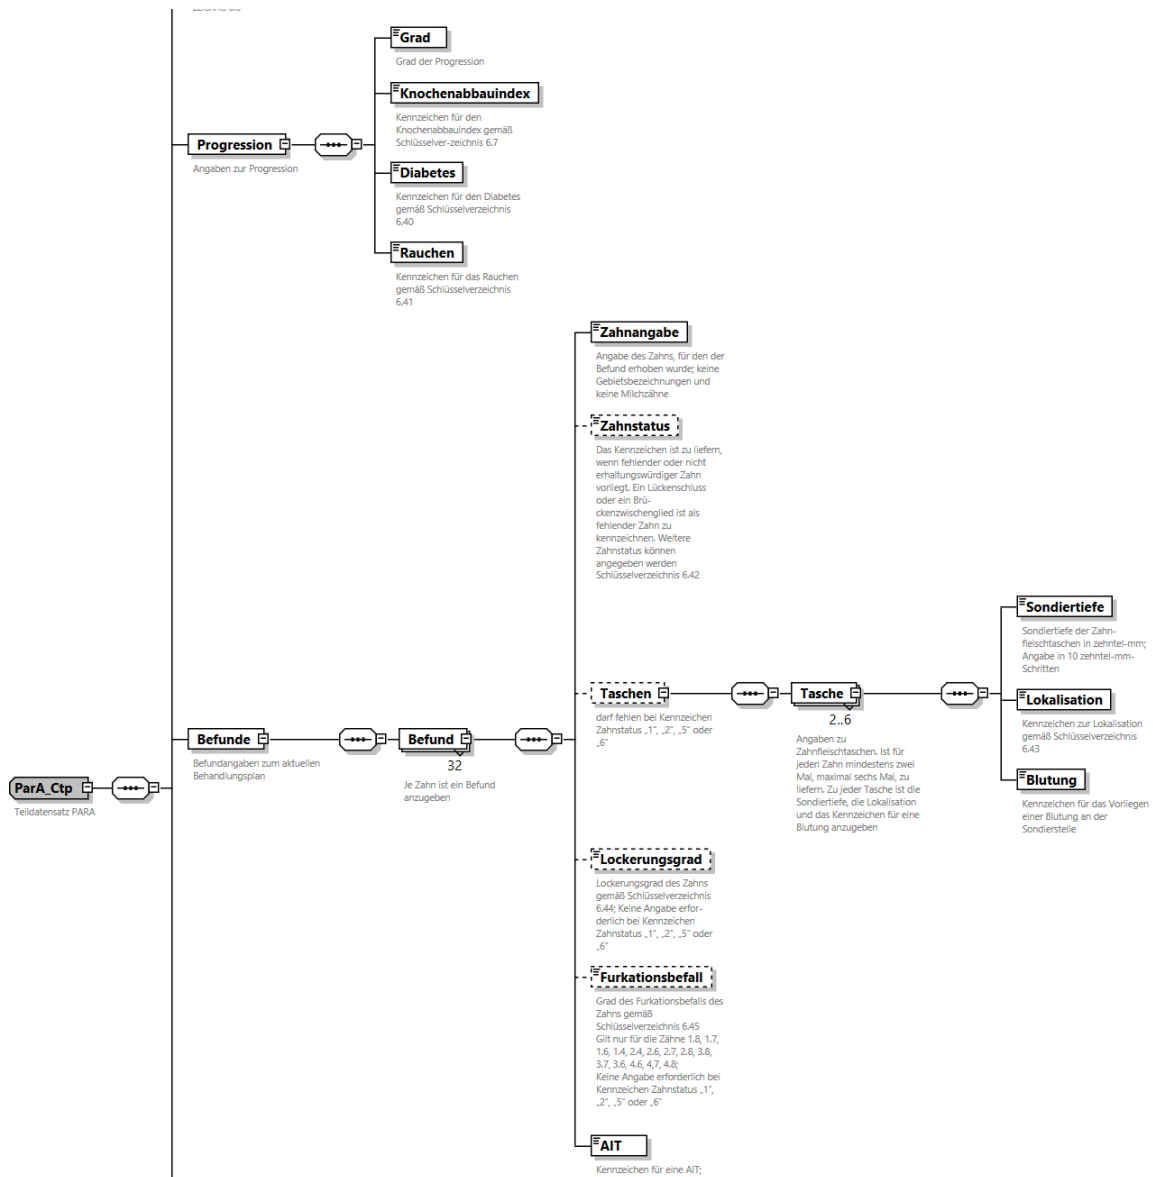 Grad
Grad der Progression
Knochenabbauindex
Kennzeichen für den
Knochenabbauindex gemäß
Schlüsselver-zeichnis 6.7
Progression
Angaben zur Progression
Diabetes
Kennzeichen für den Diabetes
gemäß Schlüsselverzeichnis
6.40
Rauchen
Kennzeichen für das Rauchen
gemäß Schlüsselverzeichnis
6.41
Zahnangabe
Angabe des Zahns, für den der
Befund erhoben wurde; keine
Gebietsbezeichnungen und
keine Milchzähne
Zahnstatus
Das Kennzeichen ist zu liefern,
wenn fehlender oder nicht
erhaltungswürdiger Zahn
vorliegt. Ein Lückenschluss
oder ein Brü-
ckenzwischenglied ist als
fehlender Zahn zu
kennzeichnen. Weitere
Zahnstatus können
angegeben werden
Schlüsselverzeichnis 6.42
Sondiertiefe
Sondiertiefe der Zahn-
fleischtaschen in zehntel-mm;
Angabe in 10 zehntel-mm-
Schritten
Taschen
darf fehlen bei Kennzeichen
Zahnstatus „1“, „2“, „5“ oder
„6“
Tasche
2..6
Angaben zu
Zahnfleischtaschen. Ist für
jeden Zahn mindestens zwei
Mal, maximal sechs Mal, zu
liefern. Zu jeder Tasche ist die
Sondiertiefe, die Lokalisation
und das Kennzeichen für eine
Blutung anzugeben
Lokalisation
Kennzeichen zur Lokalisation
gemäß Schlüsselverzeichnis
6.43
Blutung
Kennzeichen für das Vorliegen
einer Blutung an der
Sondierstelle
Befunde
Befundangaben zum aktuellen
Behandlungsplan
Befund
32
Je Zahn ist ein Befund
anzugeben
ParA_Ctp
Teildatensatz PARA
Lockerungsgrad
Lockerungsgrad des Zahns
gemäß Schlüsselverzeichnis
6.44; Keine Angabe erfor-
derlich bei Kennzeichen
Zahnstatus „1“, „2“, „5“ oder
„6“
Furkationsbefall
Grad des Furkationsbefalls des
Zahns gemäß
Schlüsselverzeichnis 6.45
Gilt nur für die Zähne 1.8, 1.7,
1.6, 1.4, 2.4, 2.6, 2.7, 2.8, 3.8,
3.7, 3.6, 4.6, 4,7, 4.8;
Keine Angabe erforderlich bei
Kennzeichen Zahnstatus „1“,
„2“, „5“ oder „6“
AIT
Kennzeichen für eine AIT;